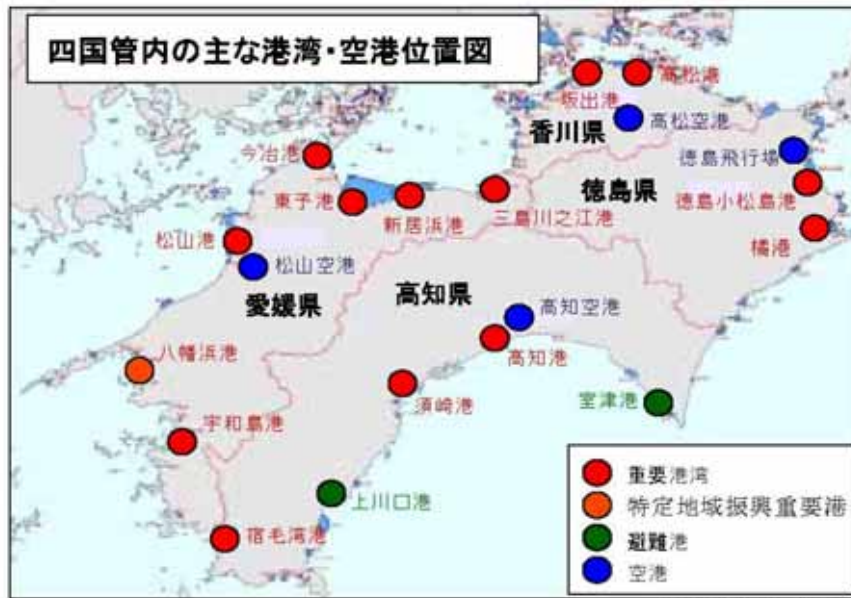 四国管内の主な港湾・空港位置図
高松港
坂出港
香川県
高松空港
徳島飛行場
今治港
徳島県
東予港
新居浜港
三島川之江港
徳島小松島港
橘港
松山港
松山空港
愛媛県
高知県
高知空港
高知港
八幡浜港
須崎港
室津港
宇和島港
上川口港
宿毛湾港
重要港湾
特定地域振興重要港
避難港
空港